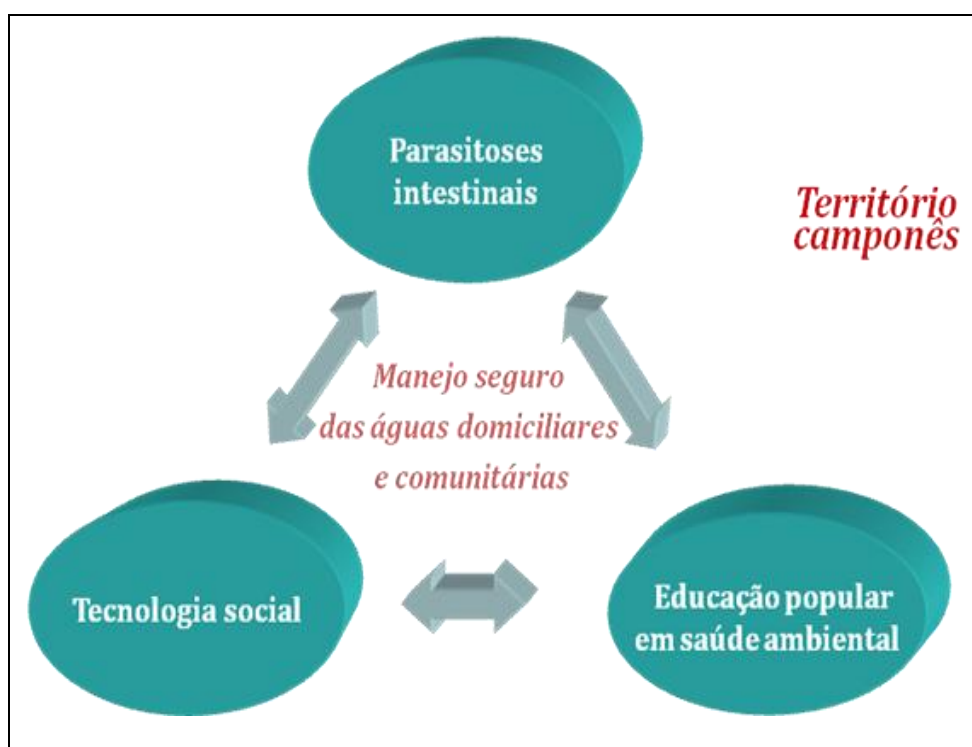 Parasitoses
intestinais
Território
camponês
Manejo seguro
das águas domiciliares
e comunitárias
Tecnologia social
Educação popular
em saúde ambiental